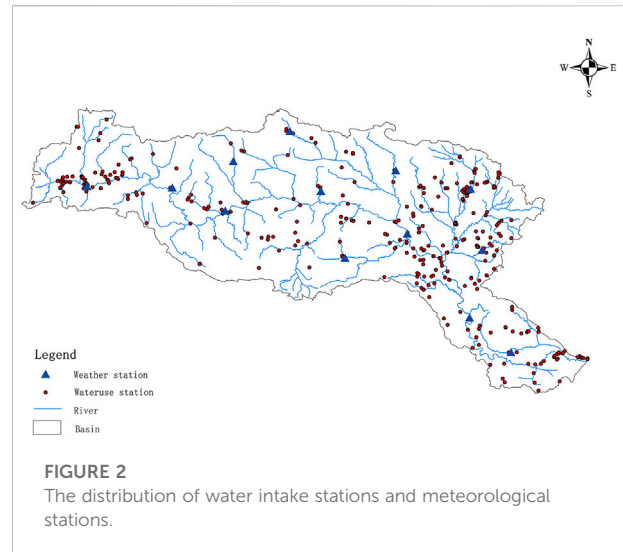 N
W E
S
Legend
Weather station
Wateruse station
River
Basin
FIGURE 2
The distribution of water intake stations and meteorological
stations.